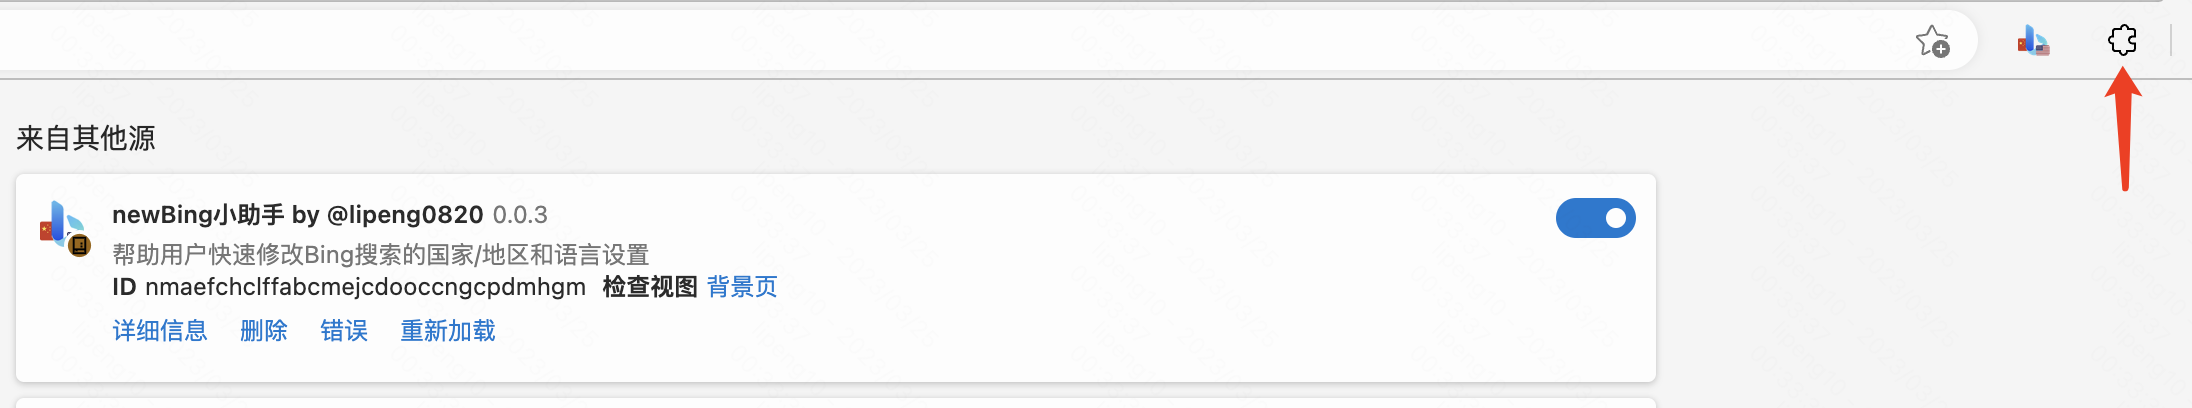 来自其他源
newBing小助手 by @lipeng0820 0.0.3
帮助用户快速修改Bing搜索的国家/地区和语言设置
ID nmaefchclffabcmejcdooccngcpdmhgm 检查视图 背景页
详细信息 删除 错误 重新加载